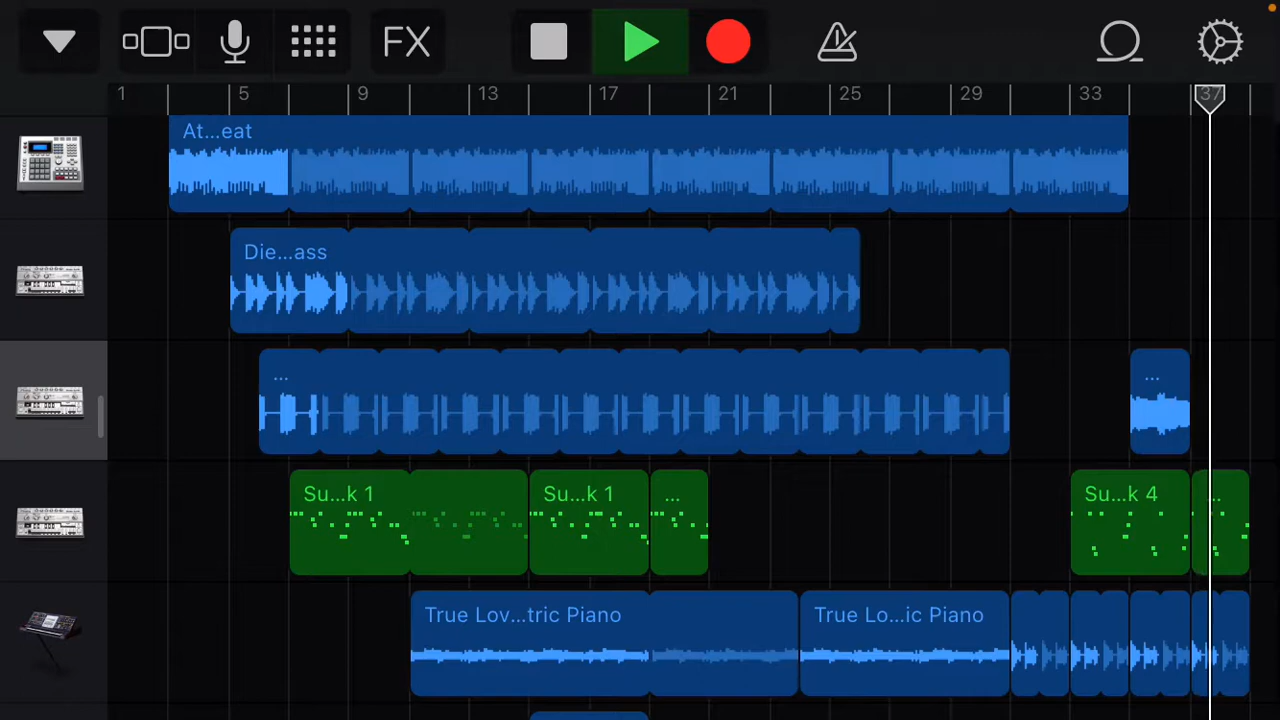 FX
1 5 9 13 17 21 25 29 33 37
At...eat
Die...ass
... ...
Su...k 1 Su...k 1 ... Su...k 4 ...
True Lov...tric Piano True Lo...ic Piano